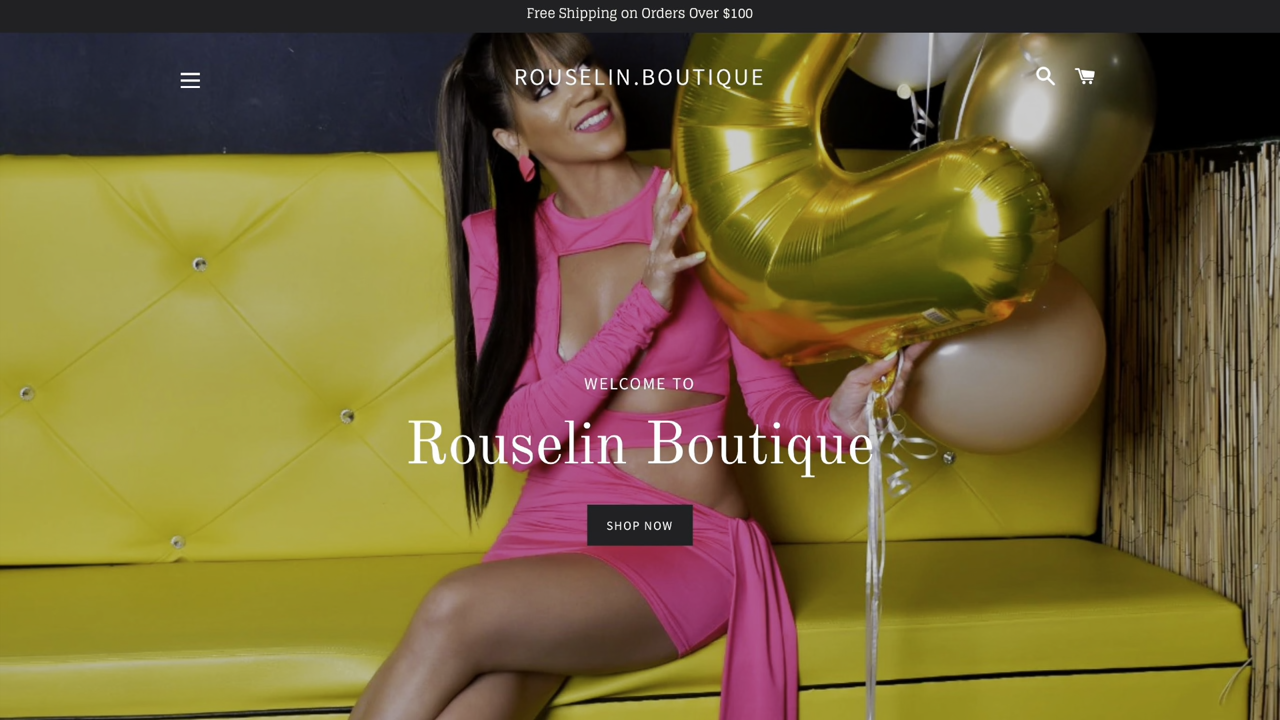 Free Shipping on Orders Over $100
ROUSELIN.BOUTIQUE
WELCOME TO
Rouselin Boutique
SHOP NOW